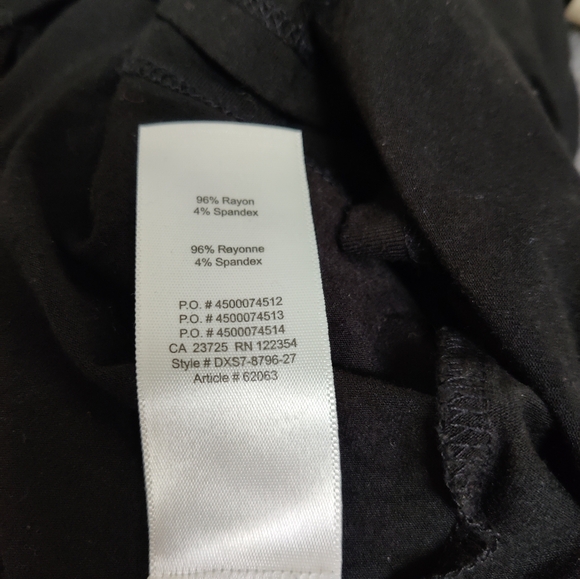 96% Rayon
4% Spandex
96% Rayonne
4% Spandex
P.O. # 4500074512
P.O. # 4500074513
P.O. # 4500074514
CA 23725 RN 122354
Style # DXS7-8796-27
Article # 62063